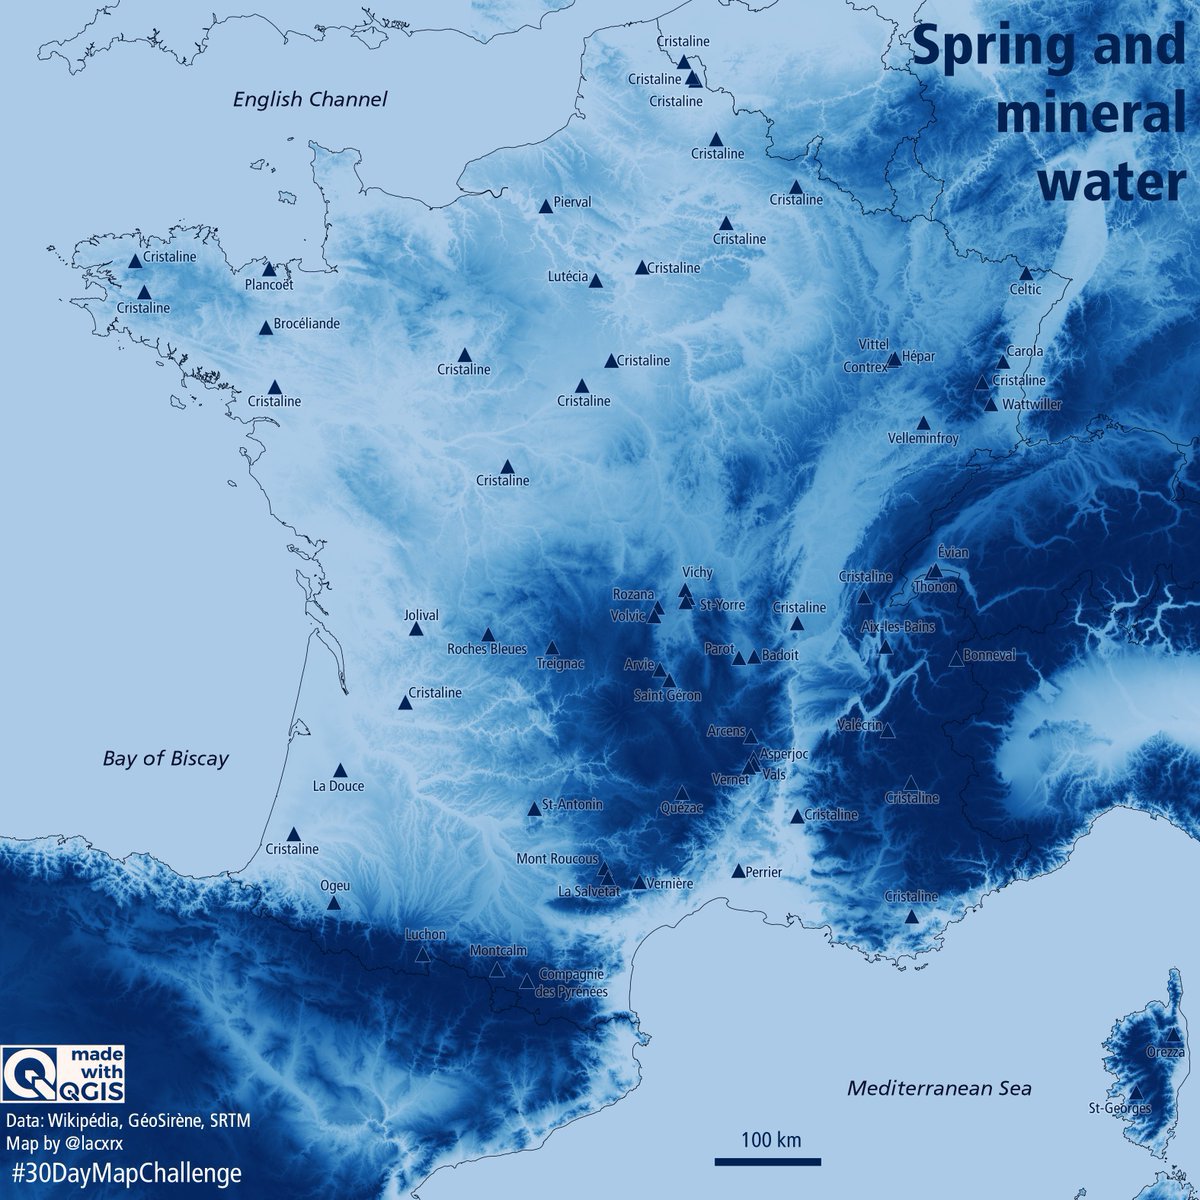 Spring and
mineral
water
English Channel
Cristaline
Cristaline
Cristaline
Cristaline
Cristaline
Pierval
Cristaline
Cristaline
Plancoët
Cristaline
Lutécia
Cristaline
Celtic
Brocéliande
Cristaline
Cristaline
Cristaline
Cristaline
Vittel
Hépar
Contrex
Carola
Cristaline
Wattwiller
Cristaline
Velleminfroy
Cristaline
Évian
Thonon
Cristaline
Vichy
Rozana
St-Yorre
Volvic
Cristaline
Jolival
Aix-les-Bains
Roches Bleues
Treignac
Parot
Badoit
Bonneval
Arvie
Saint Géron
Cristaline
Arcens
Valécrin
Bay of Biscay
Asperjoc
Vals
Vernet
La Douce
Quézac
Cristaline
St-Antonin
Cristaline
Cristaline
Mont Roucous
La Salvetat
Vernière
Perrier
Ogeu
Cristaline
Luchon
Montcalm
Compagnie
des Pyrénées
Orezza
St-Georges
Mediterranean Sea
made
with
QGIS
Data: Wikipédia, GéoSirène, SRTM
Map by @lacxrx
#30DayMapChallenge
100 km